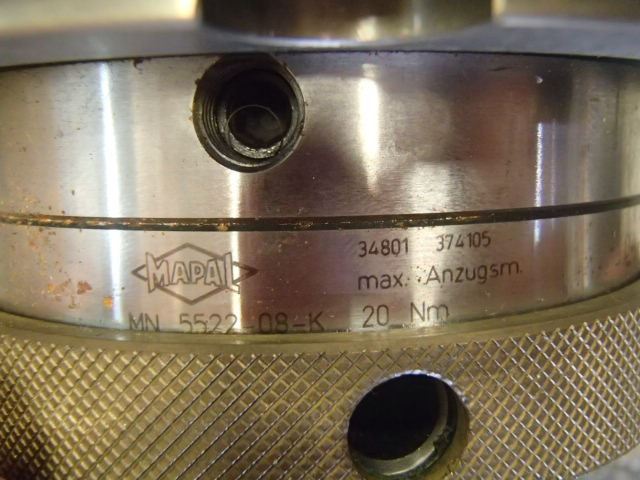 MAPAL
MN 5522-08-K
34801 374105
max. Anzugsm.
20 Nm